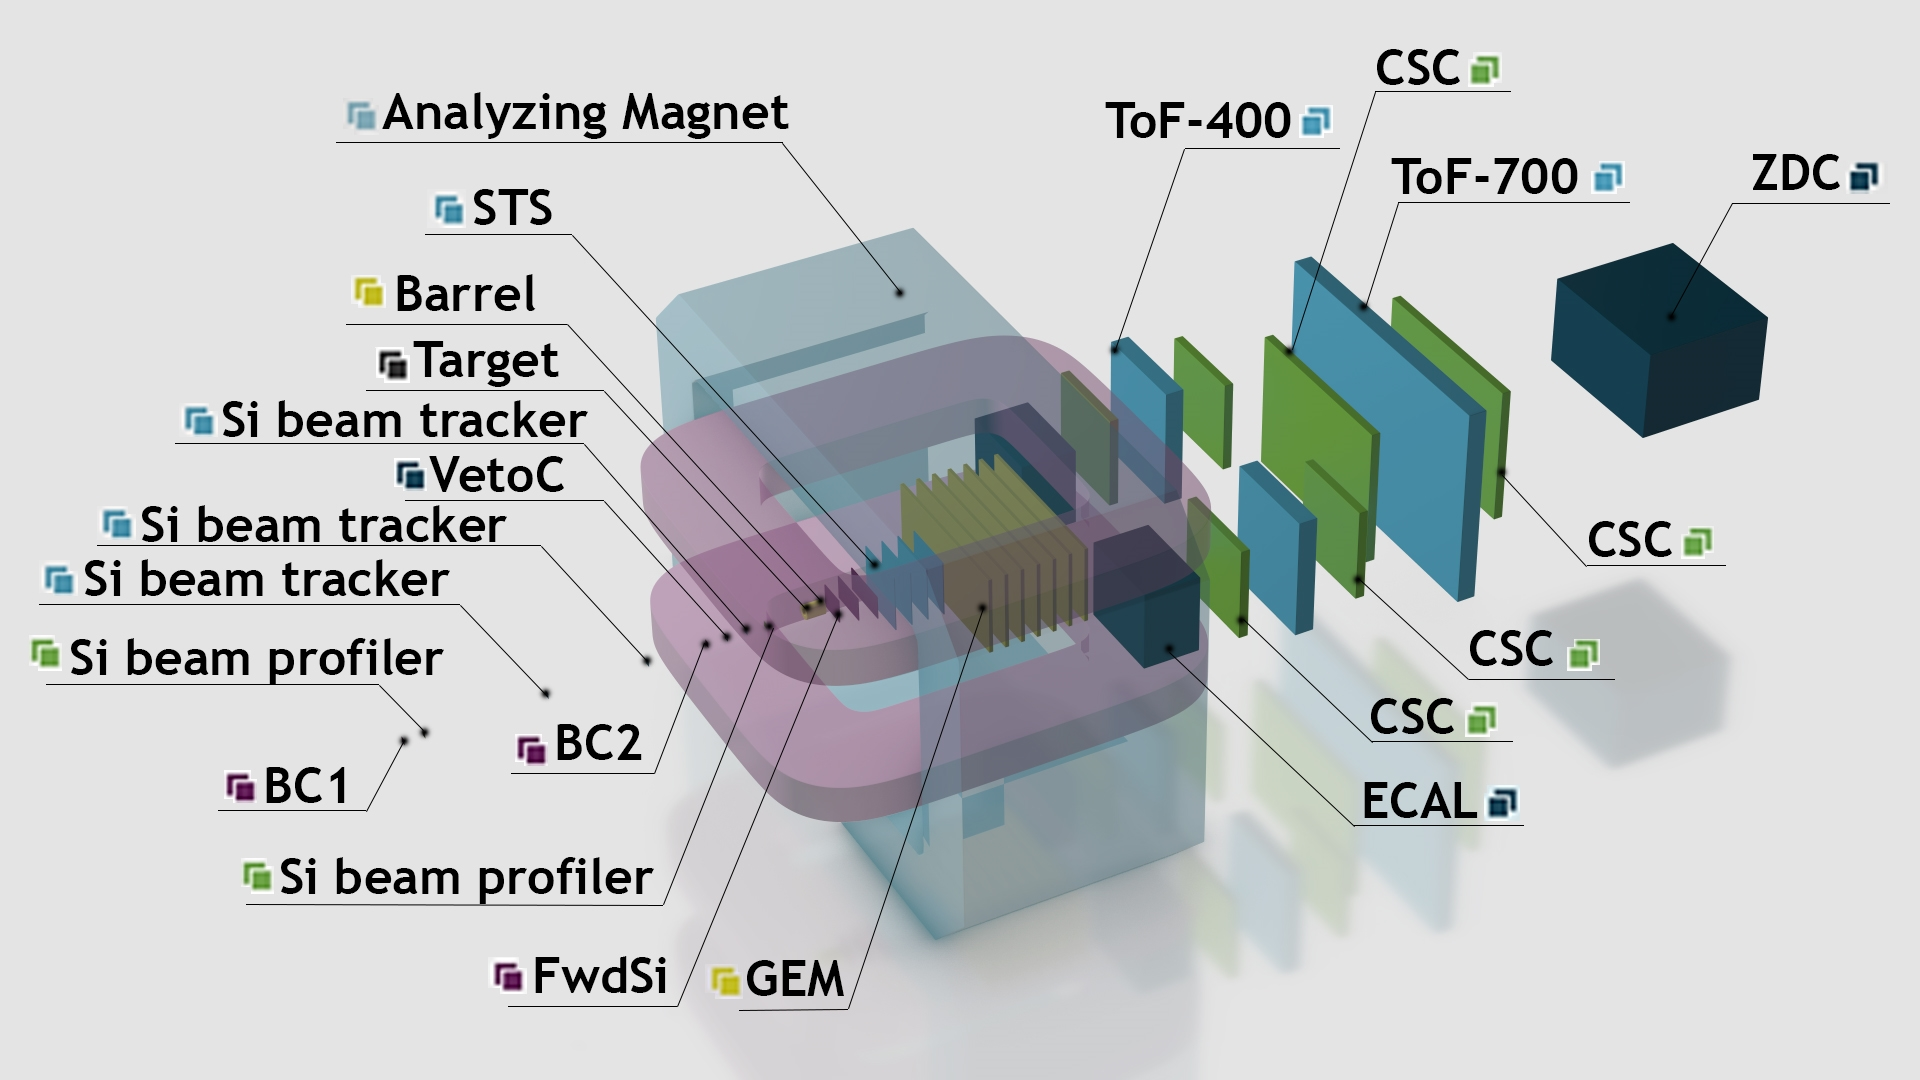 CSC
Analyzing Magnet
ToF-400
ToF-700
ZDC
STS
Barrel
Target
Si beam tracker
VetoC
Si beam tracker
CSC
Si beam tracker
Si beam profiler
CSC
BC2
CSC
BC1
ECAL
Si beam profiler
FwdSi
GEM